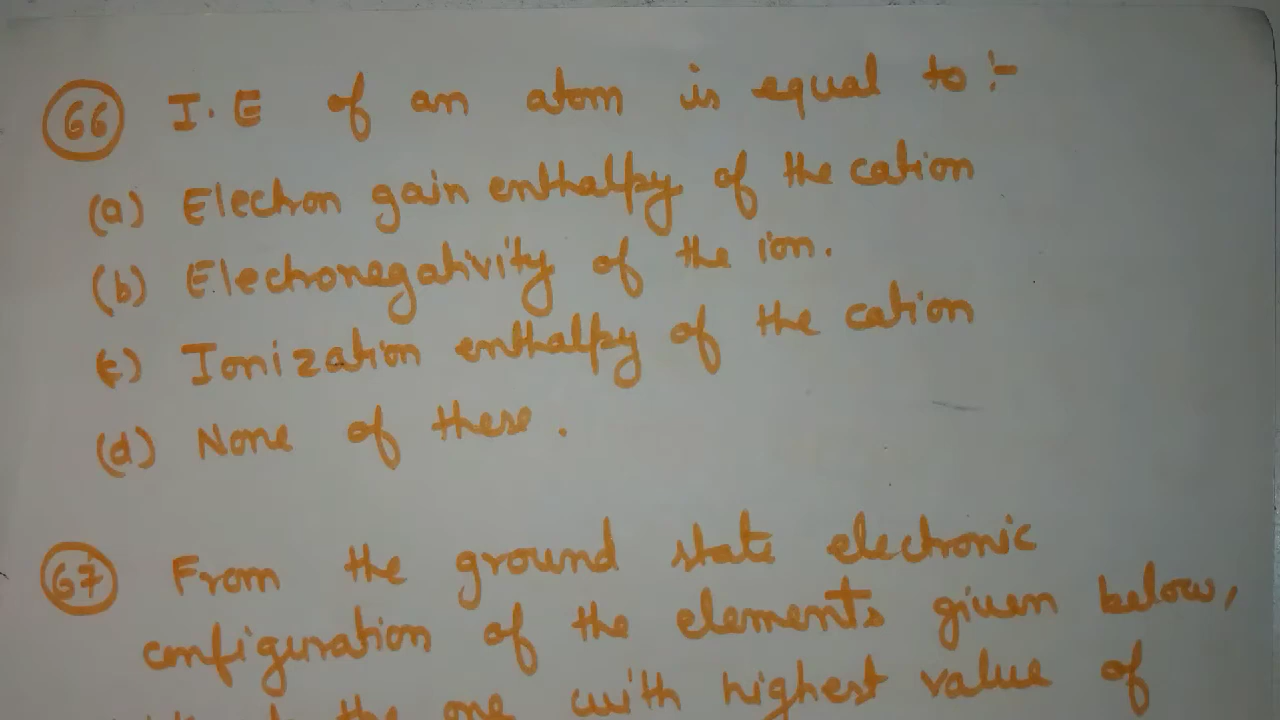 66 I.E of an atom is equal to :-
(a) Electron gain enthalpy of the cation
(b) Electronegativity of the ion.
(c) Ionization enthalpy of the cation
(d) None of these.
67 From the ground state electronic
configuration of the elements given below,
the one with highest value of